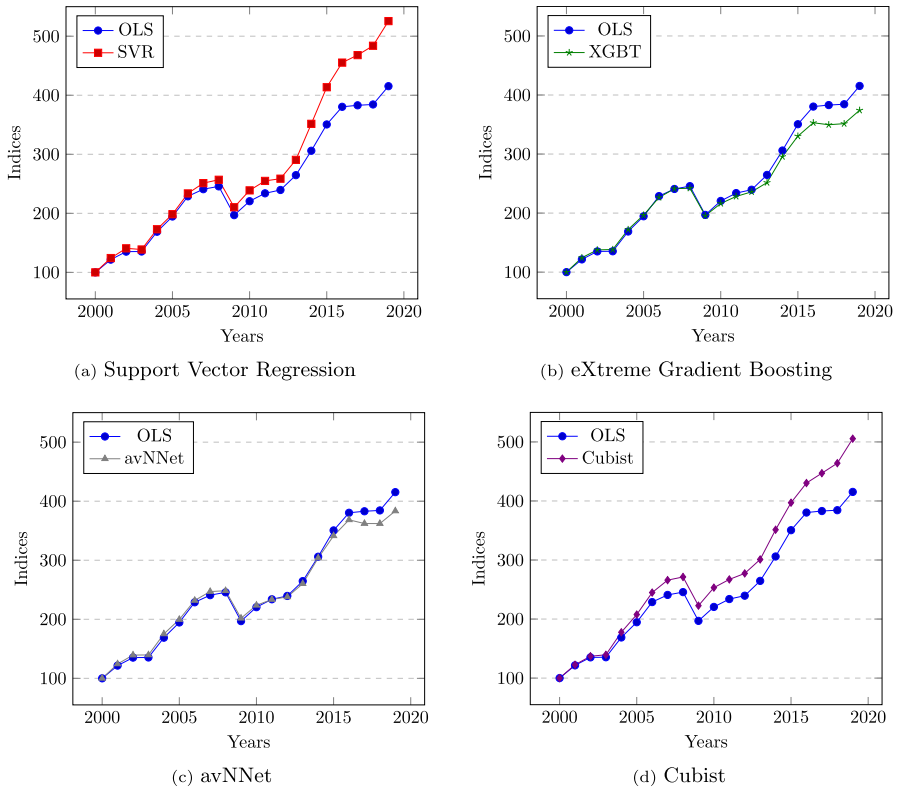 OLS
SVR
500
400
300
200
100
Indices
2000 2005 2010 2015 2020
Years
(a) Support Vector Regression
OLS
XGBT
500
400
300
200
100
Indices
2000 2005 2010 2015 2020
Years
(b) eXtreme Gradient Boosting
OLS
avNNet
500
400
300
200
100
Indices
2000 2005 2010 2015 2020
Years
(c) avNNet
OLS
Cubist
500
400
300
200
100
Indices
2000 2005 2010 2015 2020
Years
(d) Cubist